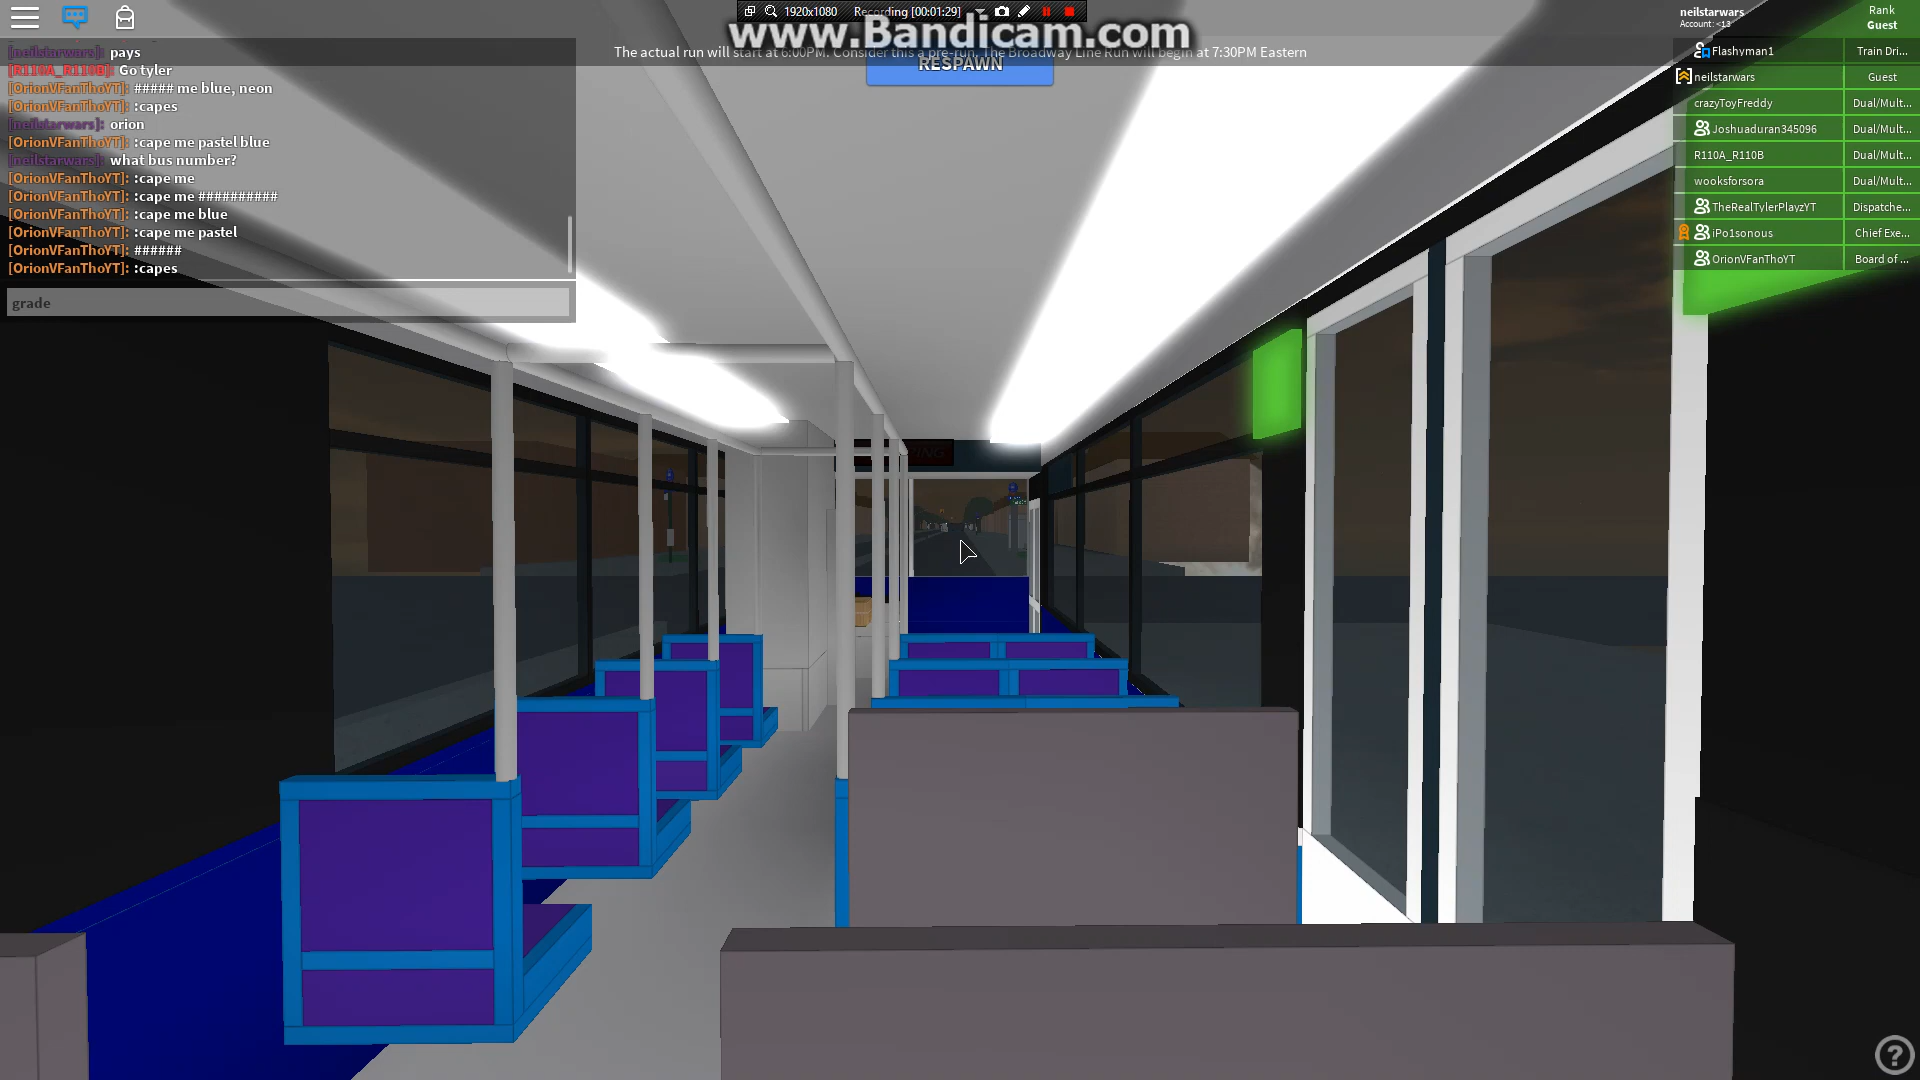 1920x1080 Recording [00:01:29]
www.Bandicam.com
The actual run will start at 6:00PM. Consider this a pre-run. The Broadway Line Run will begin at 7:30PM Eastern
RESPAWN
[neilstarwars]: pays
[R110A_R110B]: Go tyler
[OrionVFanThoYT]: ##### me blue, neon
[OrionVFanThoYT]: :capes
[neilstarwars]: orion
[OrionVFanThoYT]: :cape me pastel blue
[neilstarwars]: what bus number?
[OrionVFanThoYT]: :cape me
[OrionVFanThoYT]: :cape me ##########
[OrionVFanThoYT]: :cape me blue
[OrionVFanThoYT]: :cape me pastel
[OrionVFanThoYT]: ######
[OrionVFanThoYT]: :capes
grade
neilstarwars Rank
Account: <13 Guest
Flashyman1 Train Dri...
neilstarwars Guest
crazyToyFreddy Dual/Mult...
Joshuaduran345096 Dual/Mult...
R110A_R110B Dual/Mult...
wooksforsora Dual/Mult...
TheRealTylerPlayzYT Dispatche...
iPo1sonous Chief Exe...
OrionVFanThoYT Board of ...
?